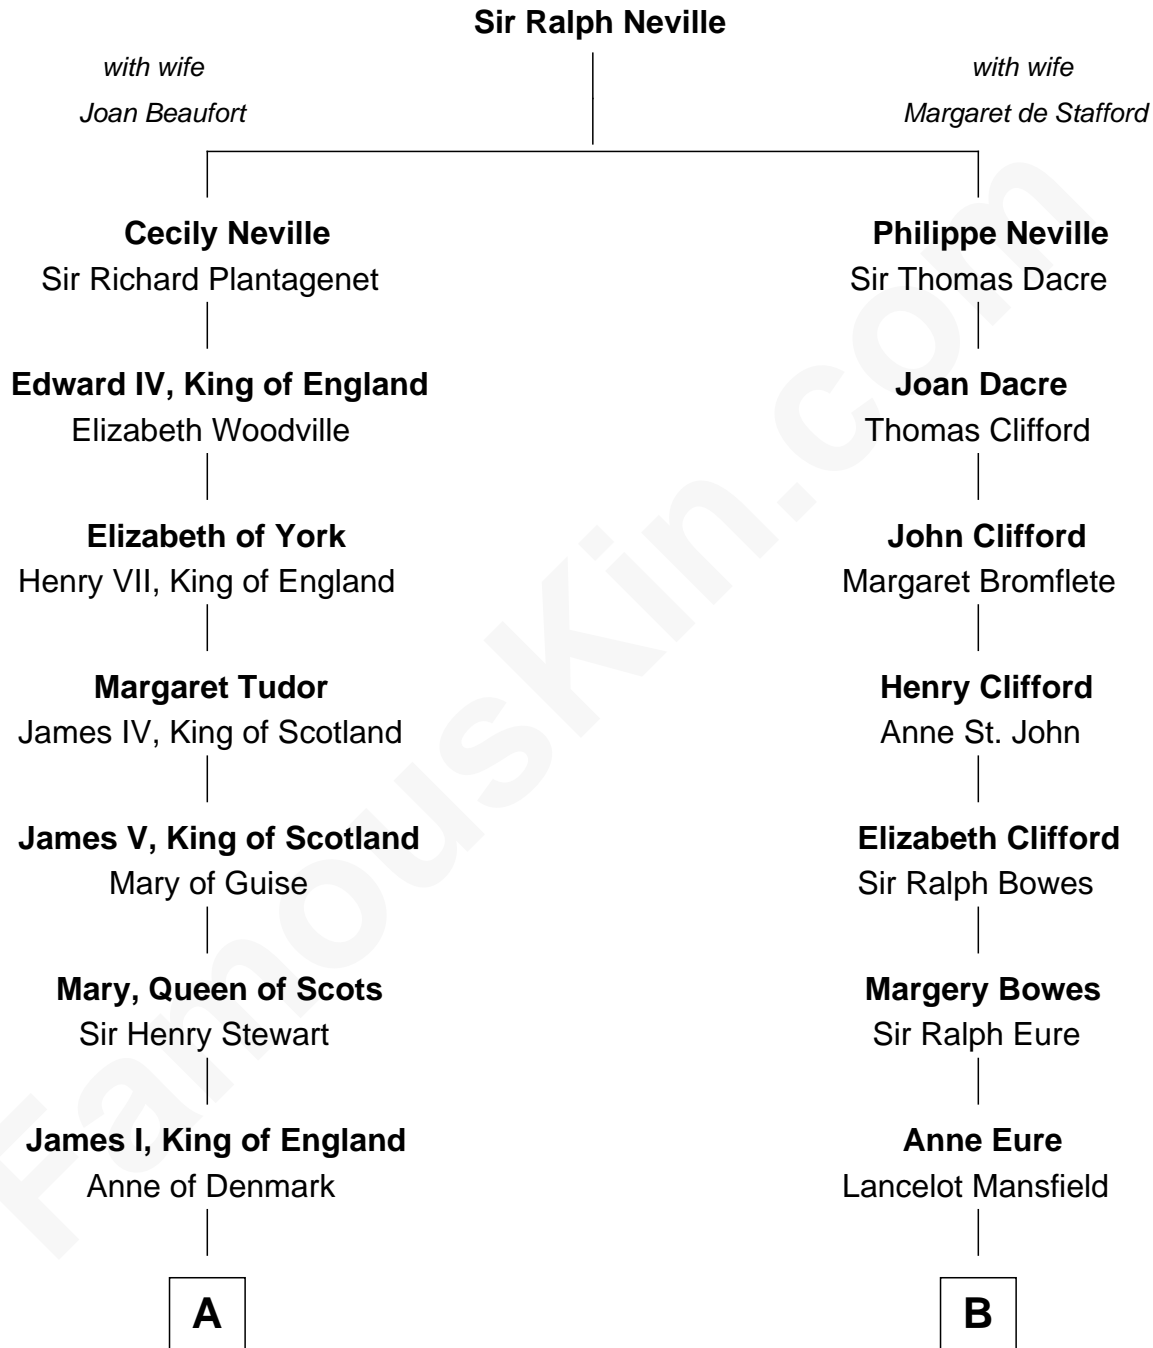 Sir Ralph Neville
with wife
Joan Beaufort
with wife
Margaret de Stafford
Cecily Neville
Sir Richard Plantagenet
Philippe Neville
Sir Thomas Dacre
Edward IV, King of England
Elizabeth Woodville
Joan Dacre
Thomas Clifford
Elizabeth of York
Henry VII, King of England
John Clifford
Margaret Bromflete
Margaret Tudor
James IV, King of Scotland
Henry Clifford
Anne St. John
James V, King of Scotland
Mary of Guise
Elizabeth Clifford
Sir Ralph Bowes
Mary, Queen of Scots
Sir Henry Stewart
Margery Bowes
Sir Ralph Eure
James I, King of England
Anne of Denmark
Anne Eure
Lancelot Mansfield
A
B
FamousKin.com